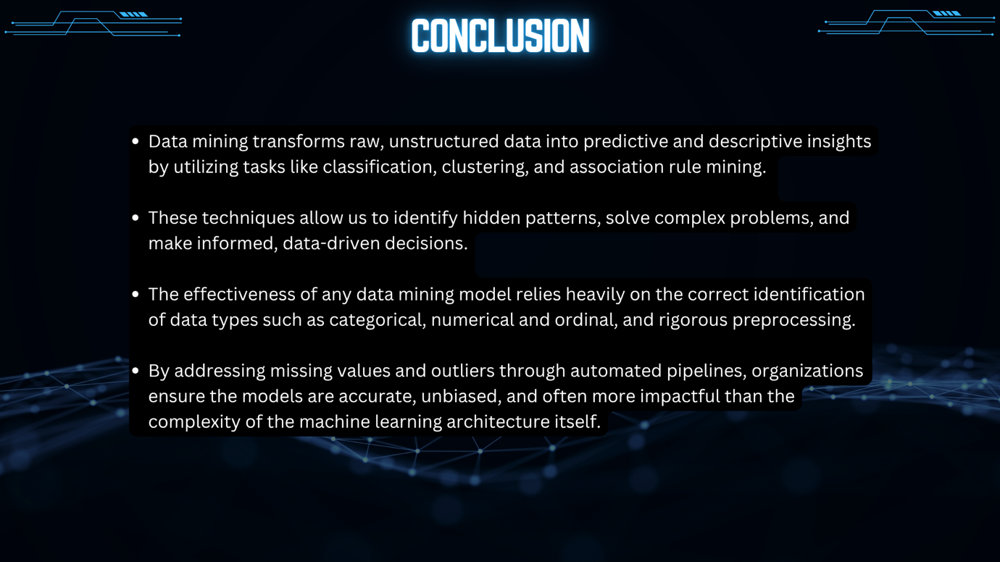 CONCLUSION
• Data mining transforms raw, unstructured data into predictive and descriptive insights
by utilizing tasks like classification, clustering, and association rule mining.
• These techniques allow us to identify hidden patterns, solve complex problems, and
make informed, data-driven decisions.
• The effectiveness of any data mining model relies heavily on the correct identification
of data types such as categorical, numerical and ordinal, and rigorous preprocessing.
• By addressing missing values and outliers through automated pipelines, organizations
ensure the models are accurate, unbiased, and often more impactful than the
complexity of the machine learning architecture itself.